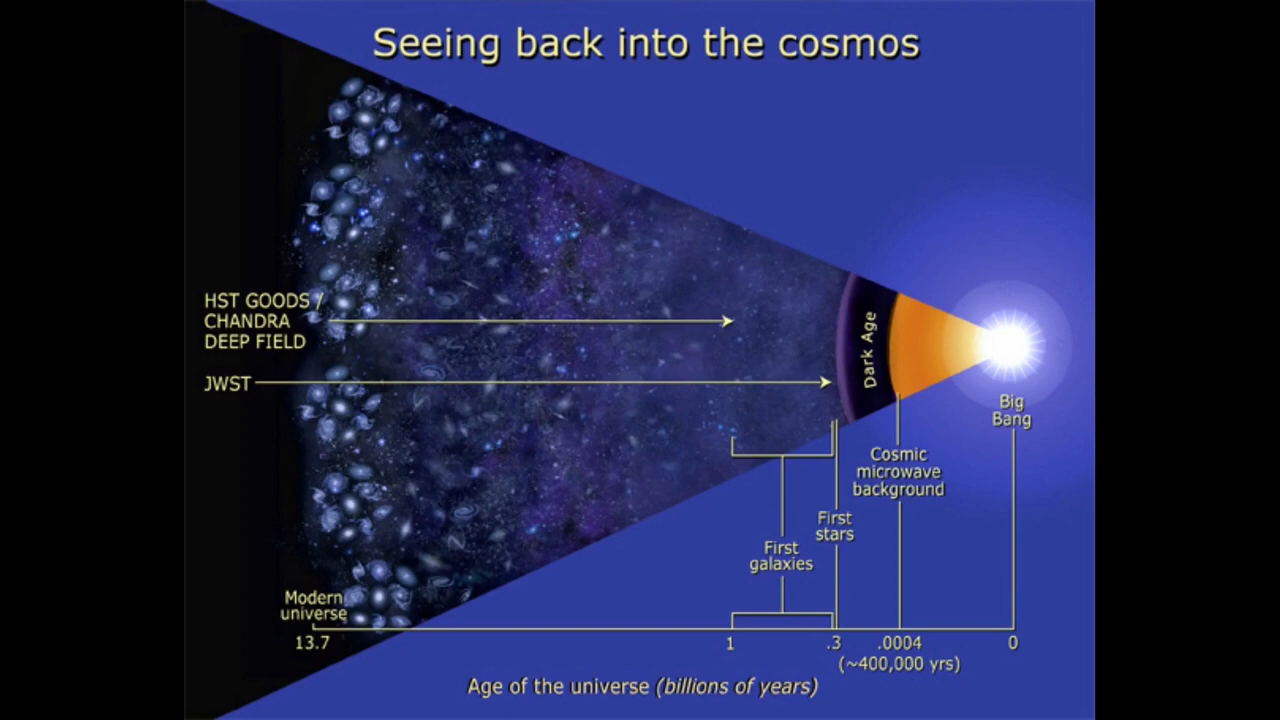 Seeing back into the cosmos
HST GOODS /
CHANDRA
DEEP FIELD
JWST
Dark Age
Big
Bang
Cosmic
microwave
background
First
stars
First
galaxies
Modern
universe
13.7
1
.3
.0004
0
(~400,000 yrs)
Age of the universe (billions of years)